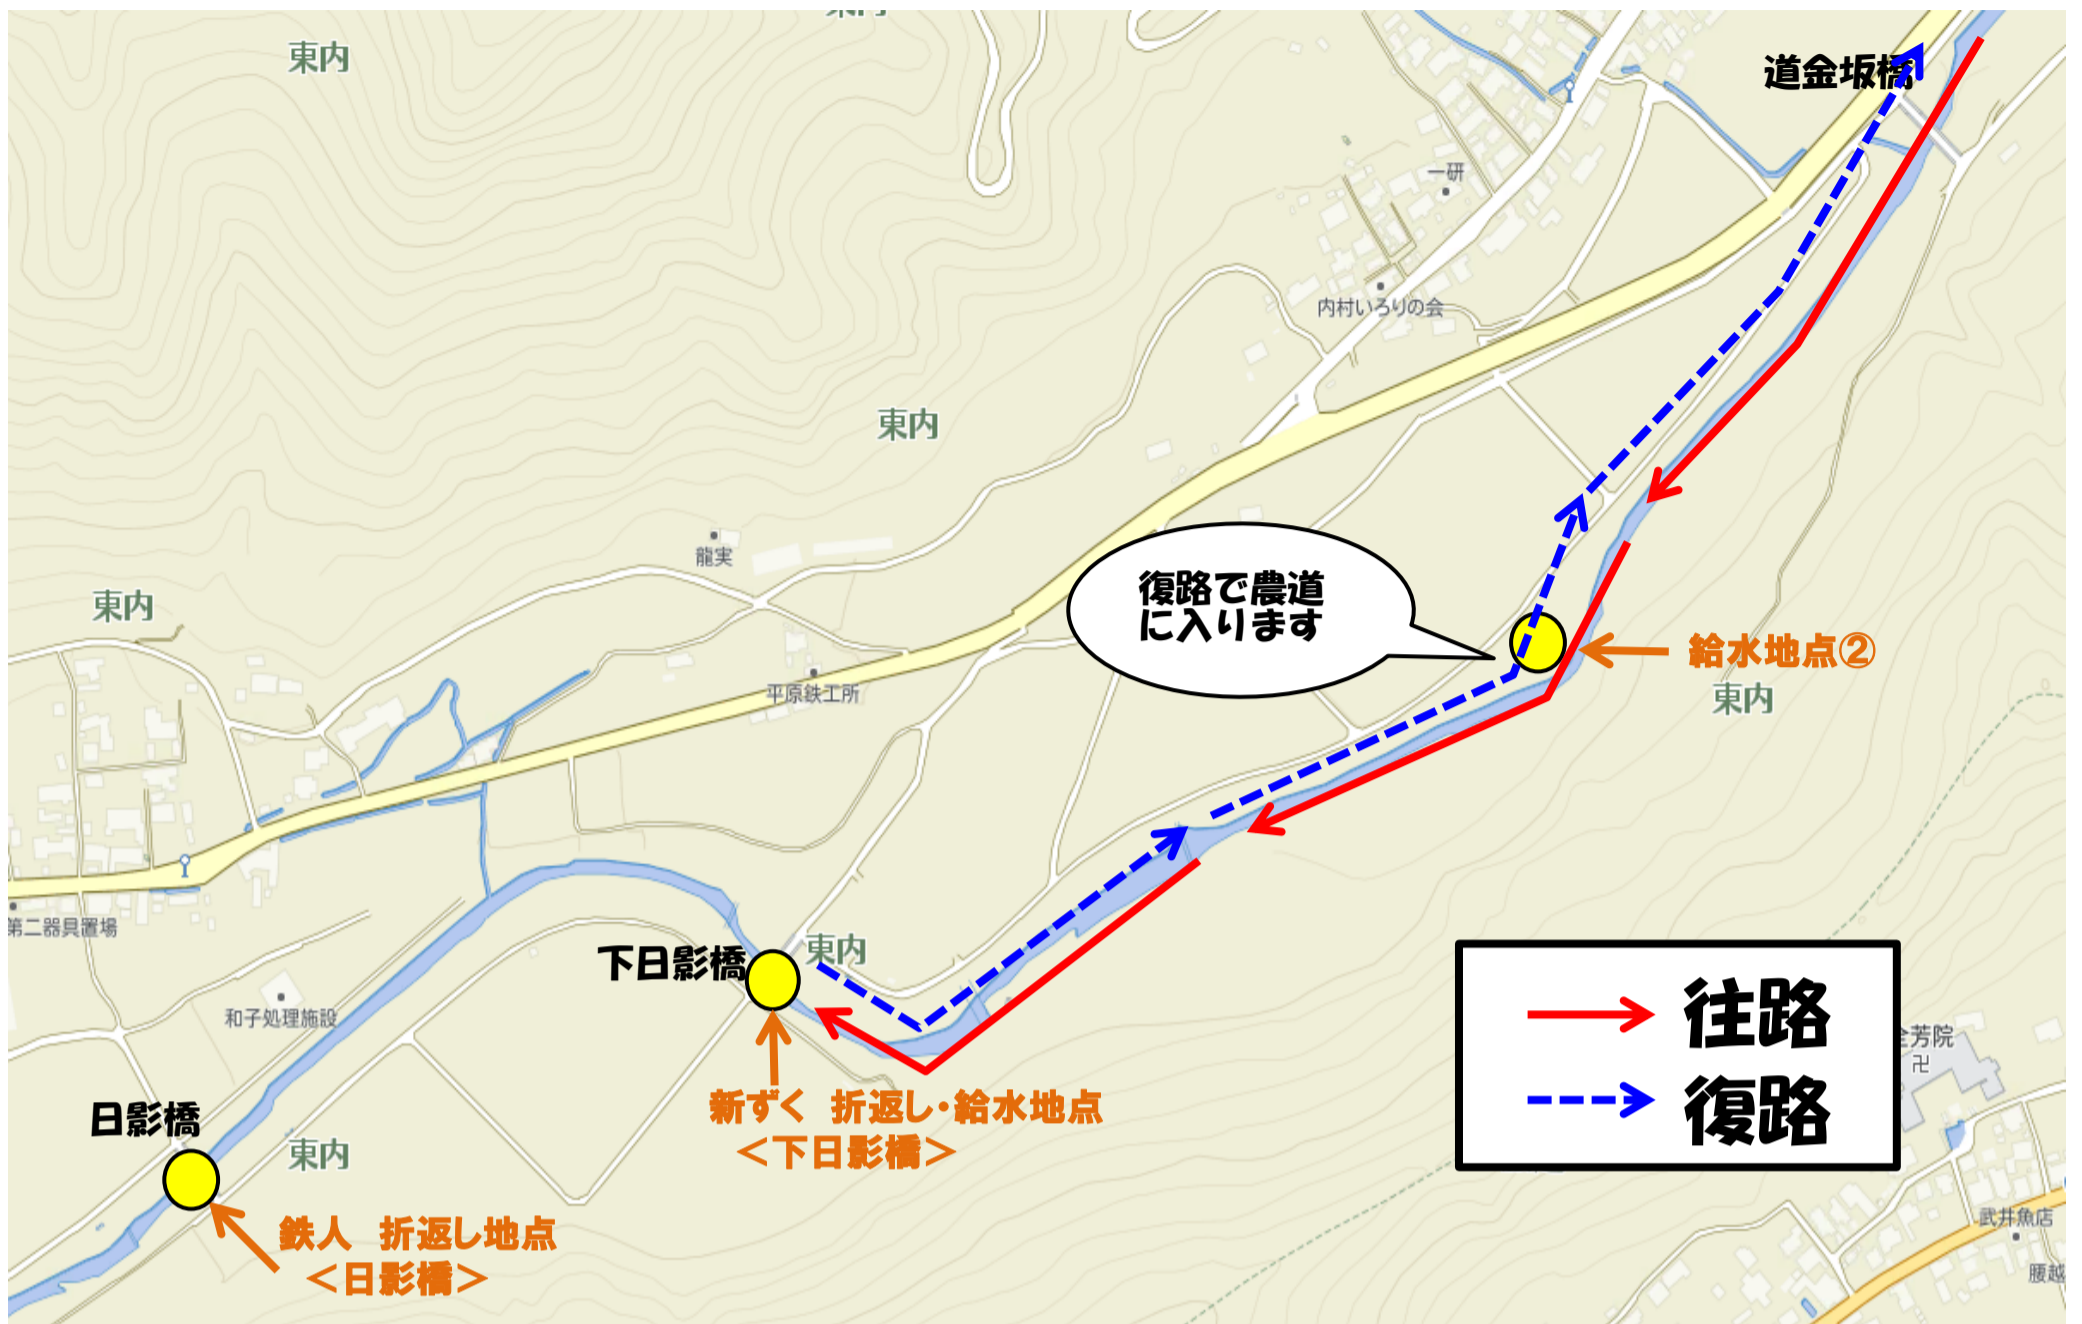 東内
道金坂橋
一研
内村いろりの会
東内
龍実
東内
復路で農道
に入ります
給水地点②
東内
平原鉄工所
第二器具置場
下日影橋
東内
和子処理施設
往路
復路
全芳院
新ずく 折返し・給水地点
＜下日影橋＞
日影橋
東内
鉄人 折返し地点
＜日影橋＞
武井魚店
腰越